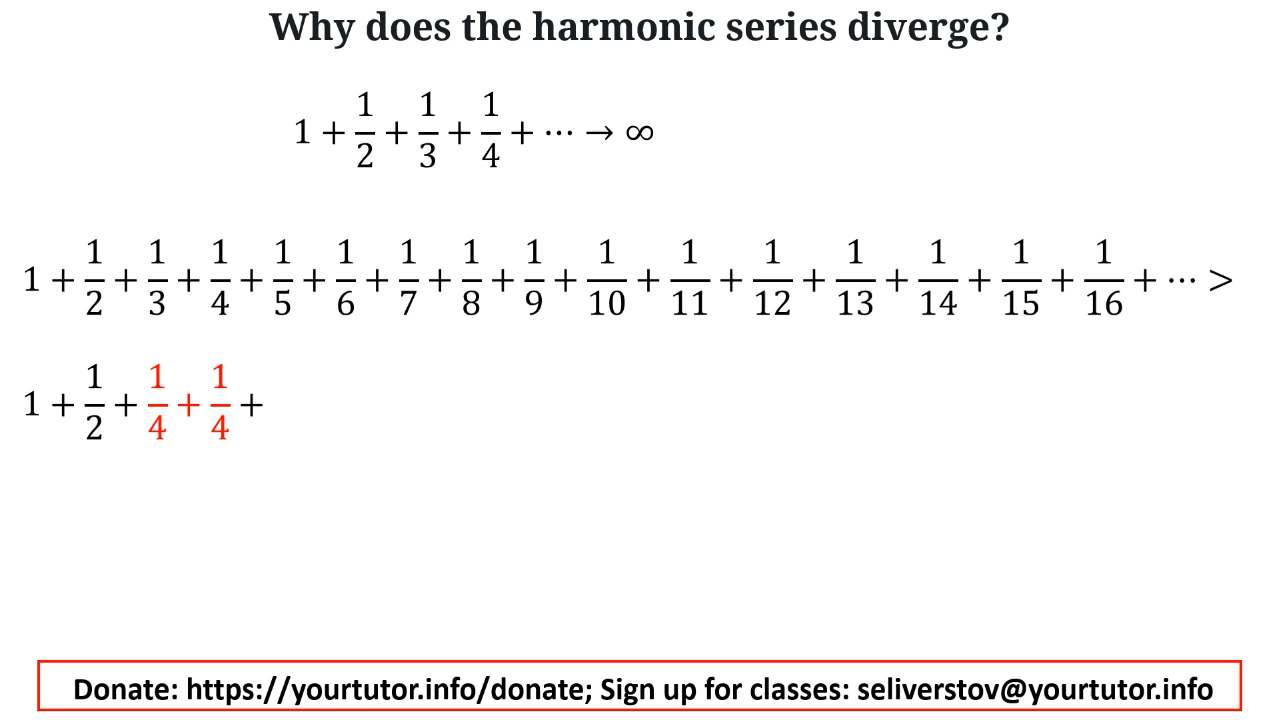 Why does the harmonic series diverge?
1 + 1/2 + 1/3 + 1/4 + ⋯ → ∞
1 + 1/2 + 1/3 + 1/4 + 1/5 + 1/6 + 1/7 + 1/8 + 1/9 + 1/10 + 1/11 + 1/12 + 1/13 + 1/14 + 1/15 + 1/16 + ⋯ >
1 + 1/2 + 1/4 + 1/4 +
Donate: https://yourtutor.info/donate; Sign up for classes: seliverstov@yourtutor.info